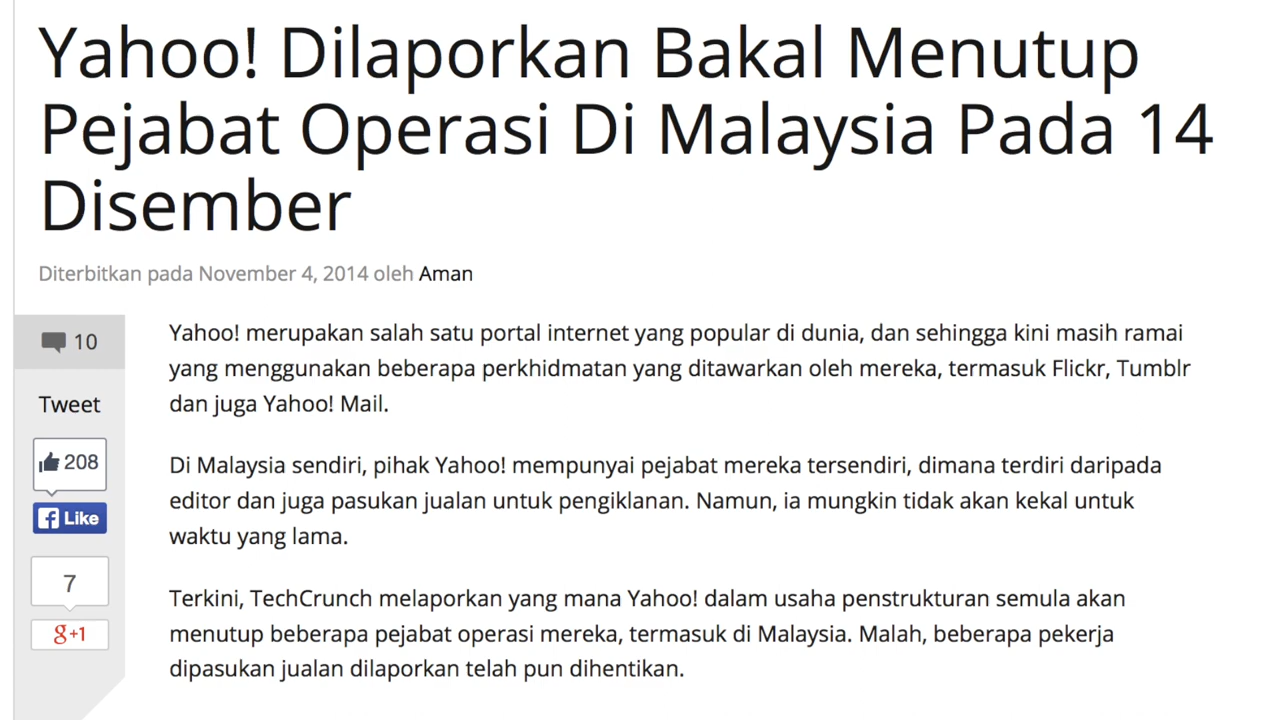 Yahoo! Dilaporkan Bakal Menutup
Pejabat Operasi Di Malaysia Pada 14
Disember
Diterbitkan pada November 4, 2014 oleh Aman
10
Tweet
208
Like
7
g+1
Yahoo! merupakan salah satu portal internet yang popular di dunia, dan sehingga kini masih ramai
yang menggunakan beberapa perkhidmatan yang ditawarkan oleh mereka, termasuk Flickr, Tumblr
dan juga Yahoo! Mail.
Di Malaysia sendiri, pihak Yahoo! mempunyai pejabat mereka tersendiri, dimana terdiri daripada
editor dan juga pasukan jualan untuk pengiklanan. Namun, ia mungkin tidak akan kekal untuk
waktu yang lama.
Terkini, TechCrunch melaporkan yang mana Yahoo! dalam usaha penstrukturan semula akan
menutup beberapa pejabat operasi mereka, termasuk di Malaysia. Malah, beberapa pekerja
dipasukan jualan dilaporkan telah pun dihentikan.